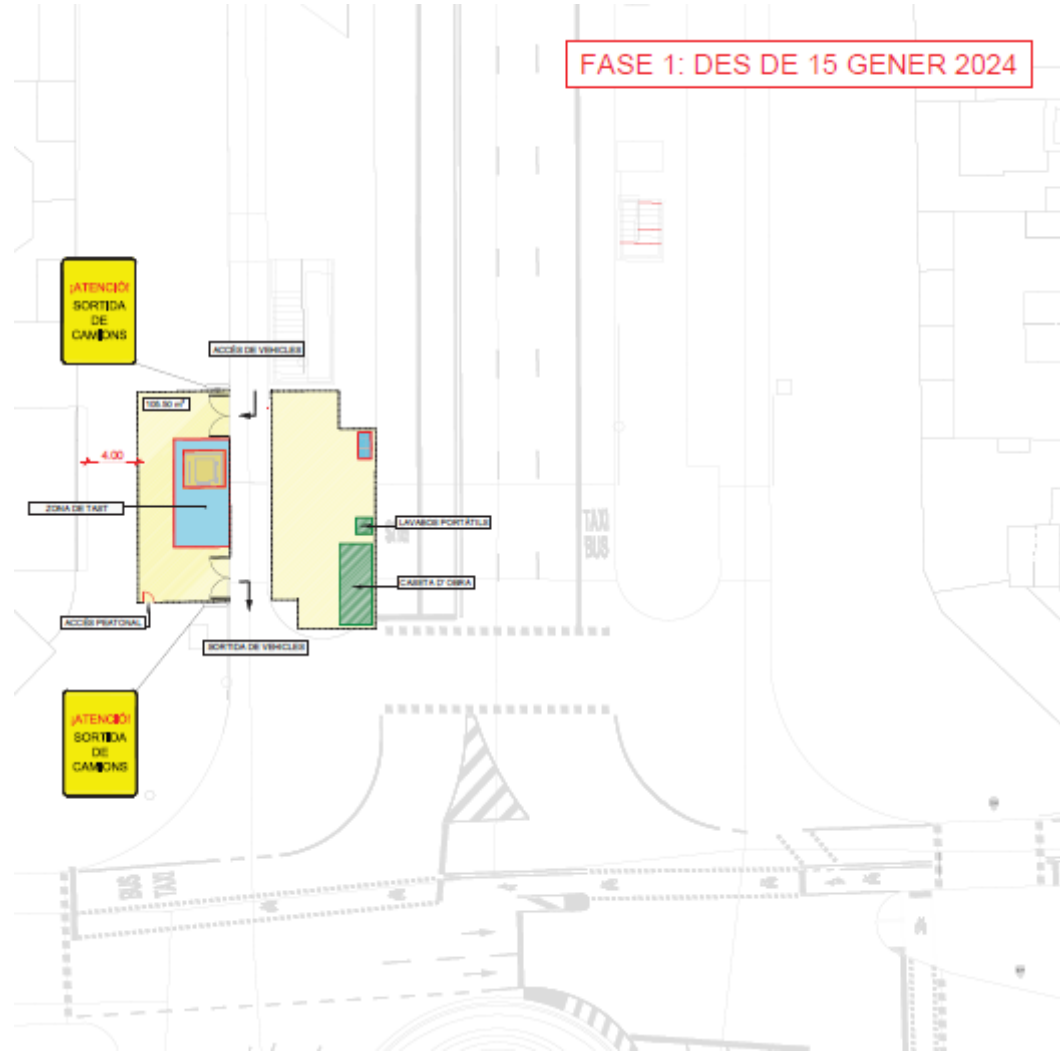 FASE 1: DES DE 15 GENER 2024
¡ATENCIÓ!
SORTIDA
DE
CAMIONS
ACCÉS DE VEHICLES
4.00
ZONA DE TAST
LAVABOS PORTÀTILS
TAXI
BUS
CASETA D' OBRA
ACCÉS PEATONAL
SORTIDA DE VEHICLES
¡ATENCIÓ!
SORTIDA
DE
CAMIONS
BUS
TAXI